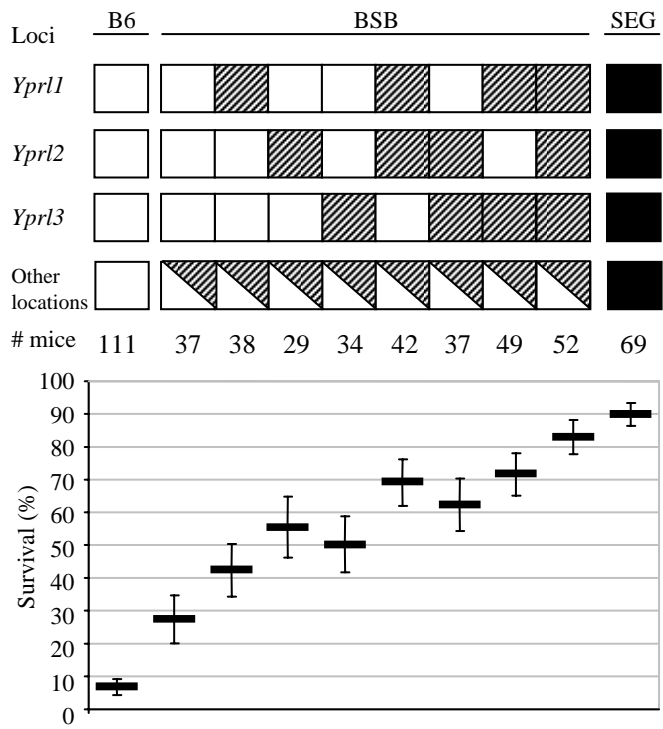 B6 BSB SEG
Loci
Yprl1
Yprl2
Yprl3
Other
locations
# mice 111 37 38 29 34 42 37 49 52 69
100
90
80
70
60
50
40
30
20
10
0
Survival (%)